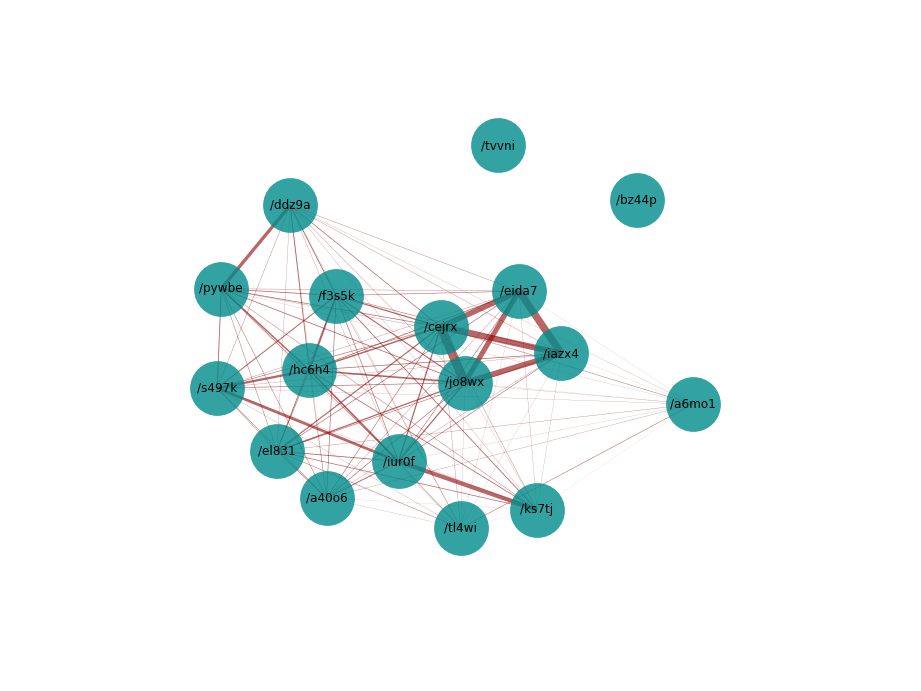 /tvvni
/bz44p
/ddz9a
/pywbe
/f3s5k
/eida7
/cejrx
/iazx4
/hc6h4
/jo8wx
/s497k
/a6mo1
/el831
/iur0f
/a40o6
/ks7tj
/tl4wi